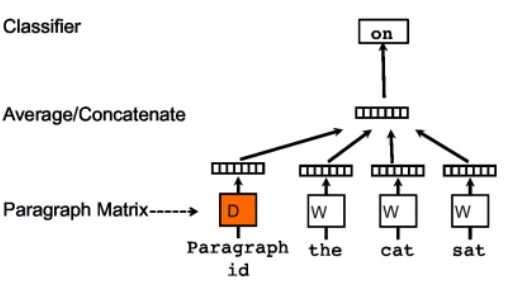 Classifier
on
Average/Concatenate
Paragraph Matrix----->
D W W W
Paragraph the cat sat
id